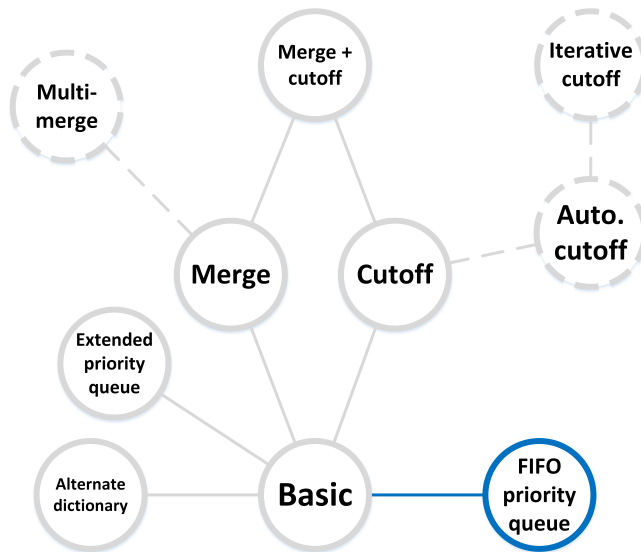 Merge +
cutoff
Iterative
cutoff
Multi-
merge
Auto.
cutoff
Merge
Cutoff
Extended
priority
queue
Alternate
dictionary
Basic
FIFO
priority
queue